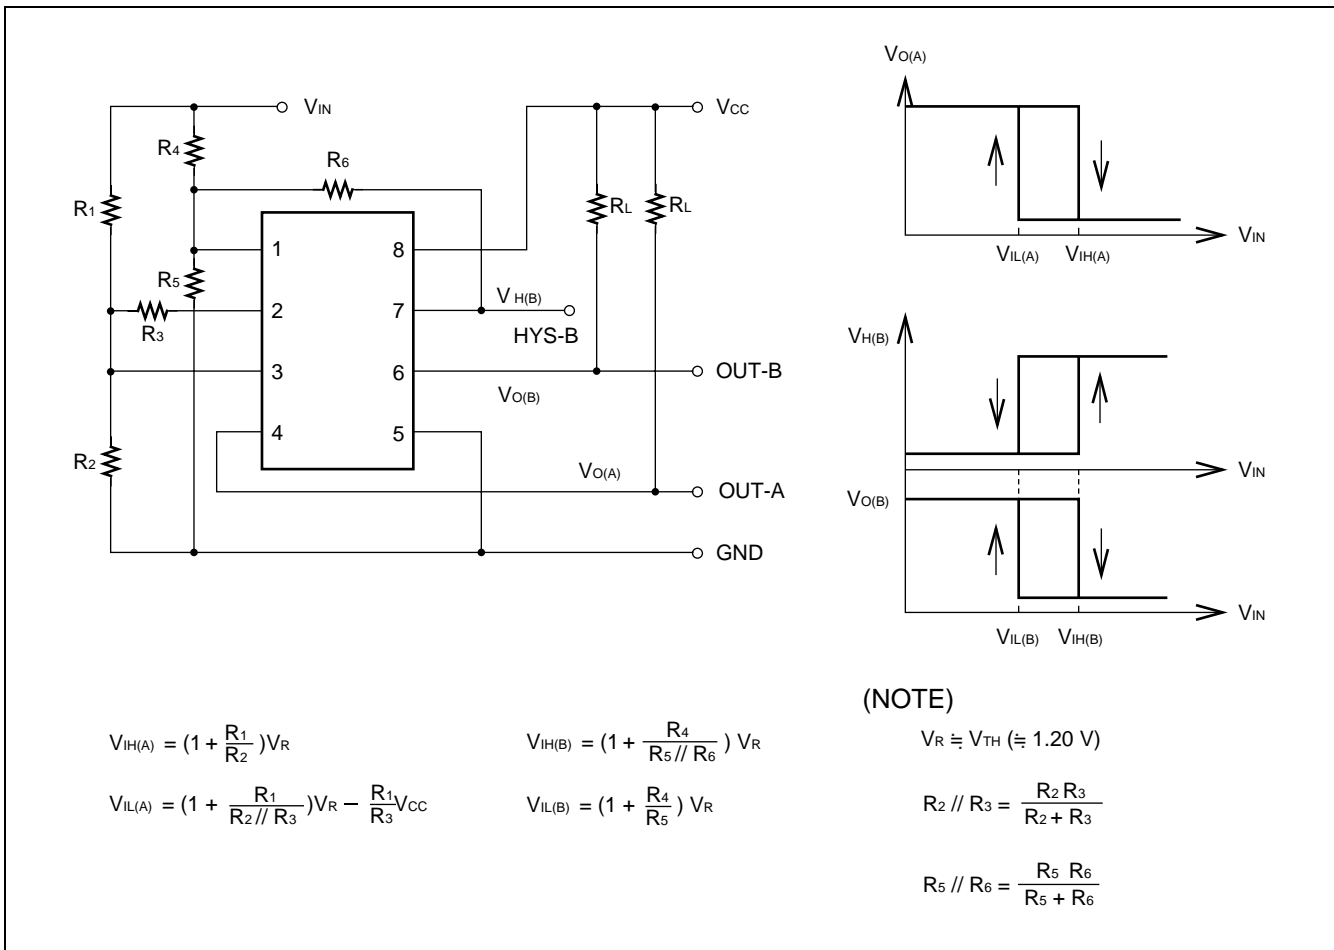 VIN
VCC
R4
R6
R1
RL
RL
1
8
R5
2
7
V H(B)
R3
HYS-B
3
6
OUT-B
VO(B)
4
5
R2
VO(A)
OUT-A
GND
VO(A)
VIN
VIL(A)
VIH(A)
VH(B)
VIN
VO(B)
VIN
VIL(B)
VIH(B)
VIH(A) = (1 + R1/R2 )VR
VIL(A) = (1 + R1/R2 // R3 )VR − R1/R3 VCC
VIH(B) = (1 + R4/R5 // R6 ) VR
VIL(B) = (1 + R4/R5 ) VR
(NOTE)
VR ≒ VTH (≒ 1.20 V)
R2 // R3 = R2 R3/R2 + R3
R5 // R6 = R5 R6/R5 + R6